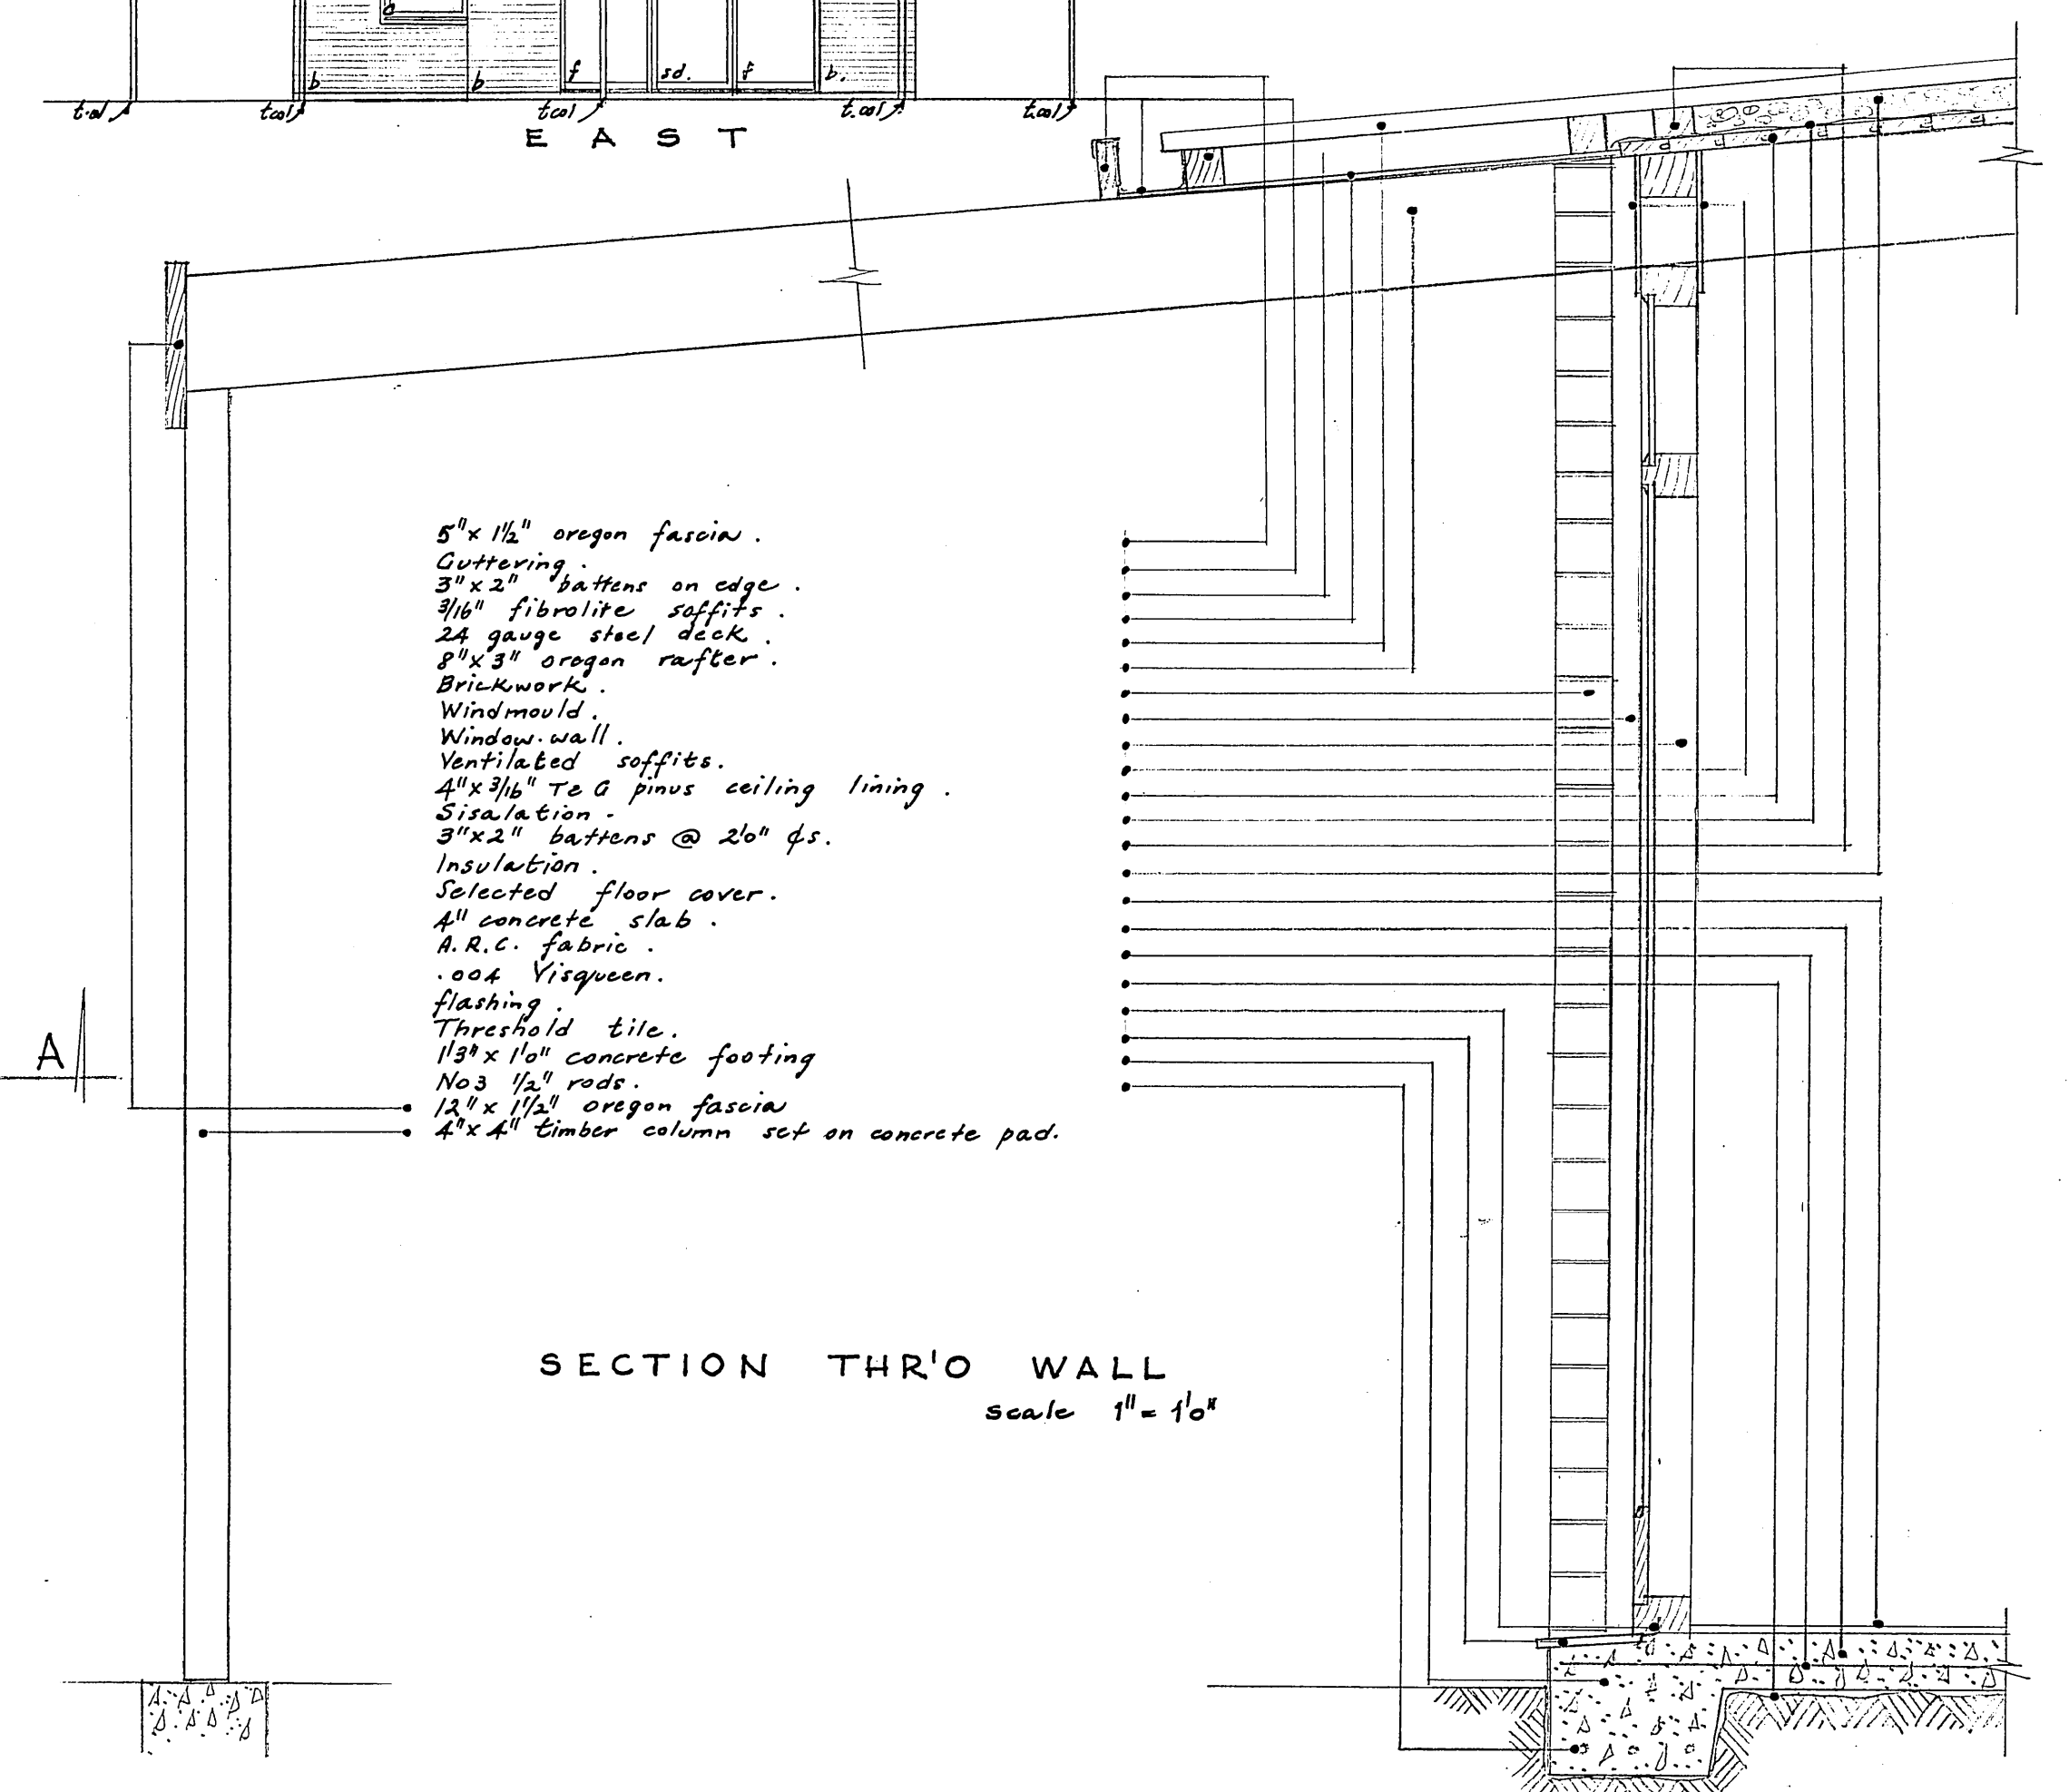 c
b b f sd. f b.
t.col t.col t.col t.col t.col
EAST
5"x 1½" oregon fascia.
Guttering.
3"x 2" battens on edge.
3/16" fibrolite soffits.
24 gauge steel deck.
8"x 3" oregon rafter.
Brickwork.
Windmould.
Window.wall.
Ventilated soffits.
4"x 3/16" T&G pinus ceiling lining.
Sisalation.
3"x2" battens @ 2'0" ¢s.
Insulation.
Selected floor cover.
4" concrete slab.
A.R.C. fabric.
.004 Visqueen.
flashing.
Threshold tile.
1'3"x 1'0" concrete footing
No3 1/2" rods.
12"x 1½" oregon fascia
4"x 4" timber column set on concrete pad.
A
SECTION THR'O WALL
scale 1"= 1'0"